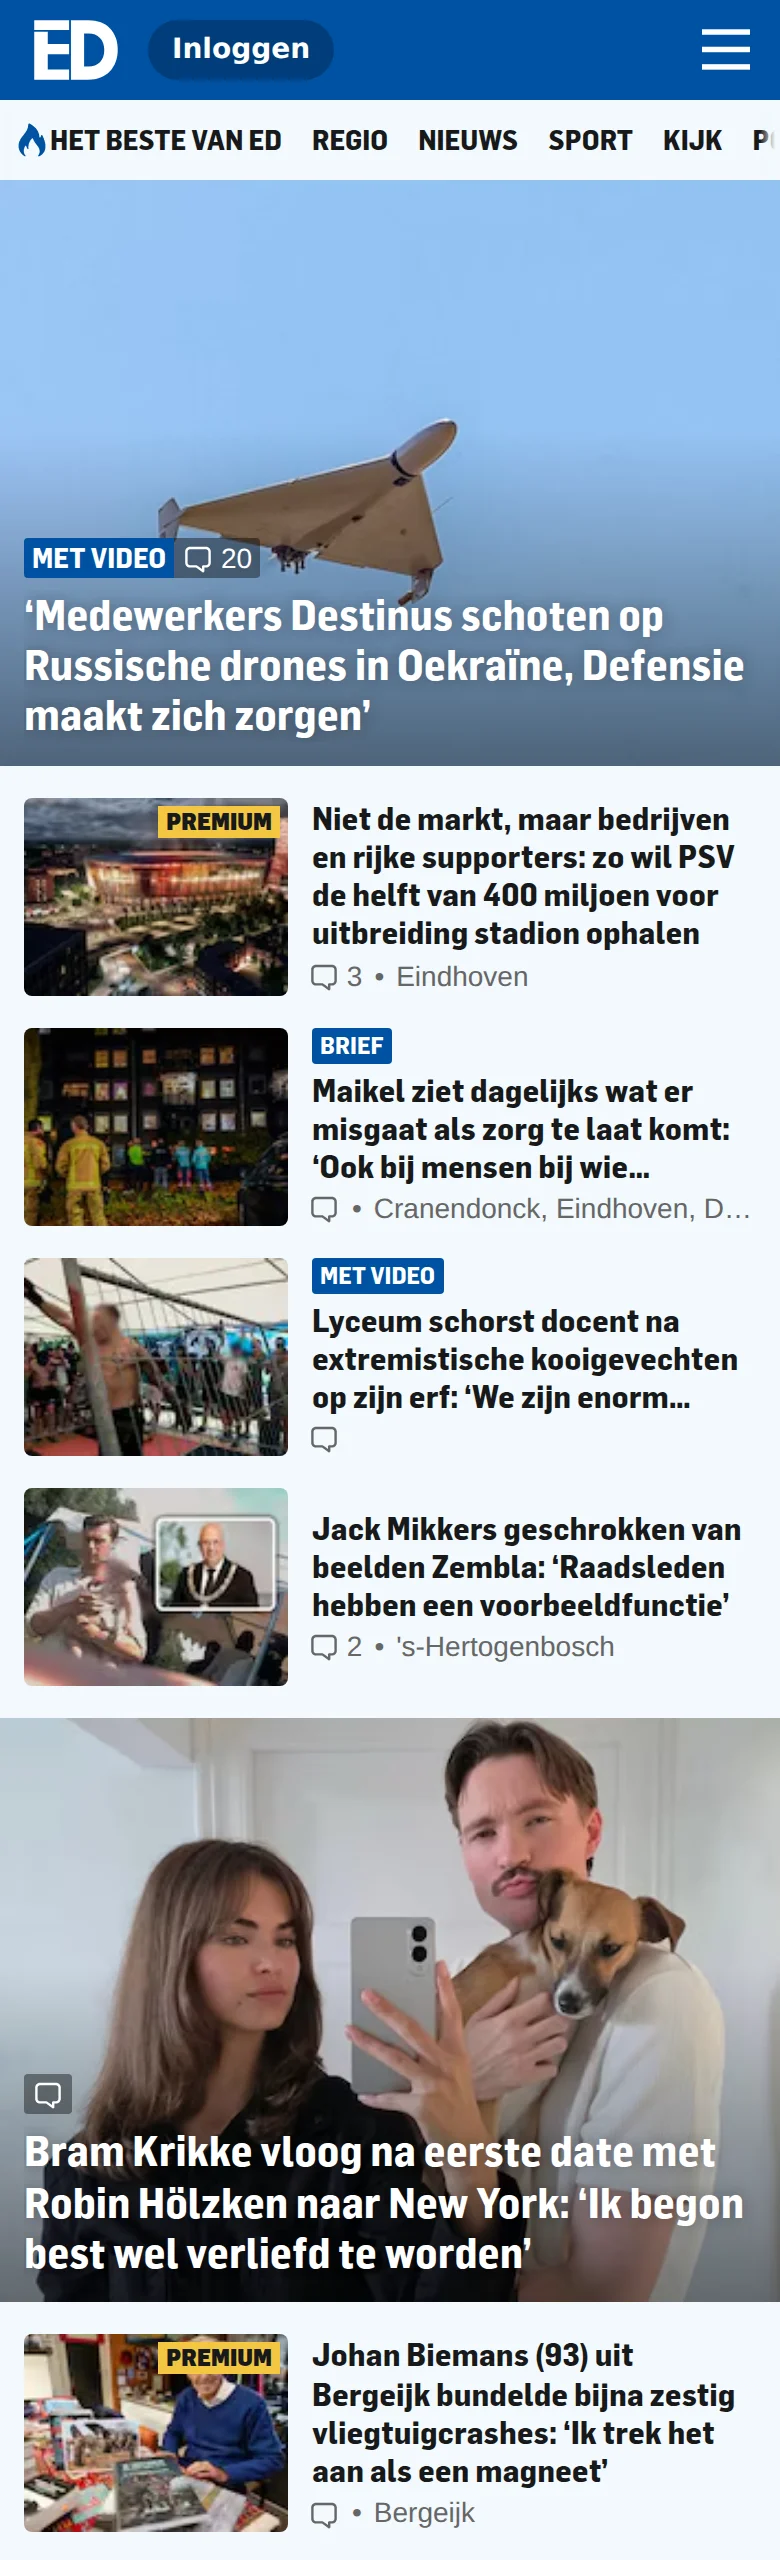 ED
Inloggen
HET BESTE VAN ED REGIO NIEUWS SPORT KIJK
MET VIDEO 20
‘Medewerkers Destinus schoten op
Russische drones in Oekraïne, Defensie
maakt zich zorgen’
PREMIUM
Niet de markt, maar bedrijven
en rijke supporters: zo wil PSV
de helft van 400 miljoen voor
uitbreiding stadion ophalen
3 • Eindhoven
BRIEF
Maikel ziet dagelijks wat er
misgaat als zorg te laat komt:
‘Ook bij mensen bij wie...
• Cranendonck, Eindhoven, D...
MET VIDEO
Lyceum schorst docent na
extremistische kooigevechten
op zijn erf: ‘We zijn enorm...
Jack Mikkers geschrokken van
beelden Zembla: ‘Raadsleden
hebben een voorbeeldfunctie’
2 • 's-Hertogenbosch
Bram Krikke vloog na eerste date met
Robin Hölzken naar New York: ‘Ik begon
best wel verliefd te worden’
PREMIUM
Johan Biemans (93) uit
Bergeijk bundelde bijna zestig
vliegtuigcrashes: ‘Ik trek het
aan als een magneet’
• Bergeijk